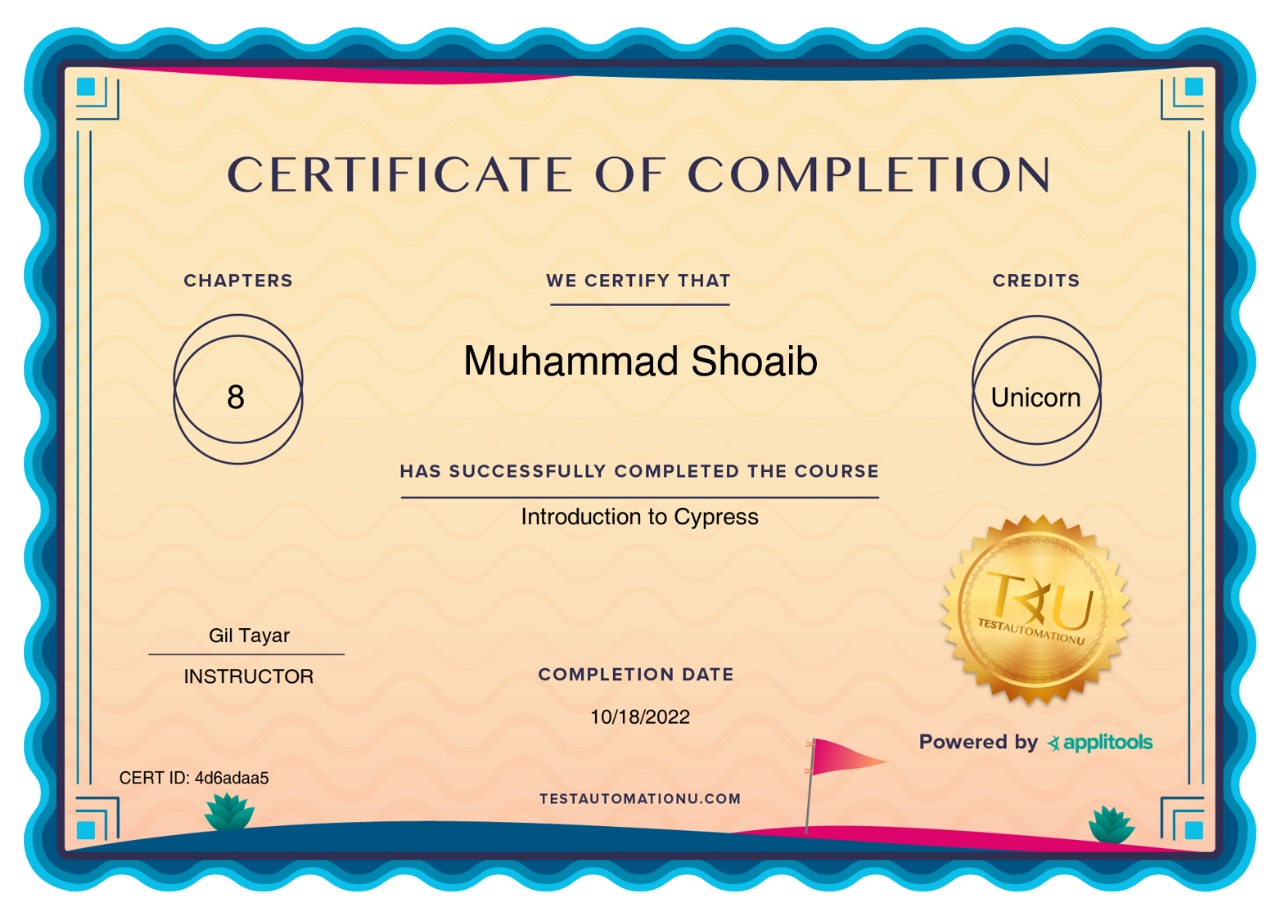 CERTIFICATE OF COMPLETION
CHAPTERS
8
WE CERTIFY THAT
Muhammad Shoaib
CREDITS
Unicorn
HAS SUCCESSFULLY COMPLETED THE COURSE
Introduction to Cypress
TAU
TESTAUTOMATIONU
Gil Tayar
INSTRUCTOR
COMPLETION DATE
10/18/2022
Powered by applitools
CERT ID: 4d6adaa5
TESTAUTOMATIONU.COM